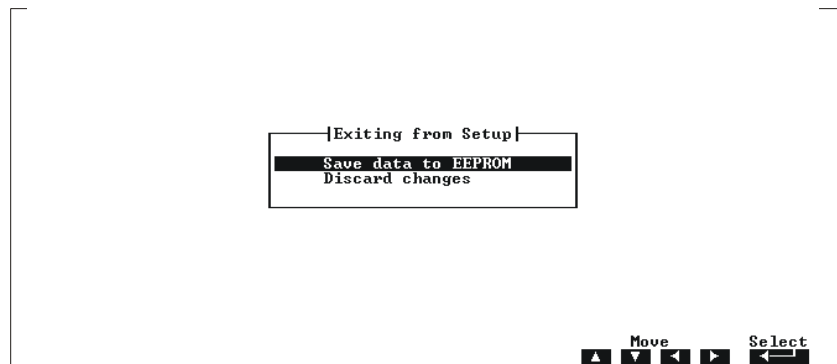 Exiting from Setup
Save data to EEPROM
Discard changes
Move Select